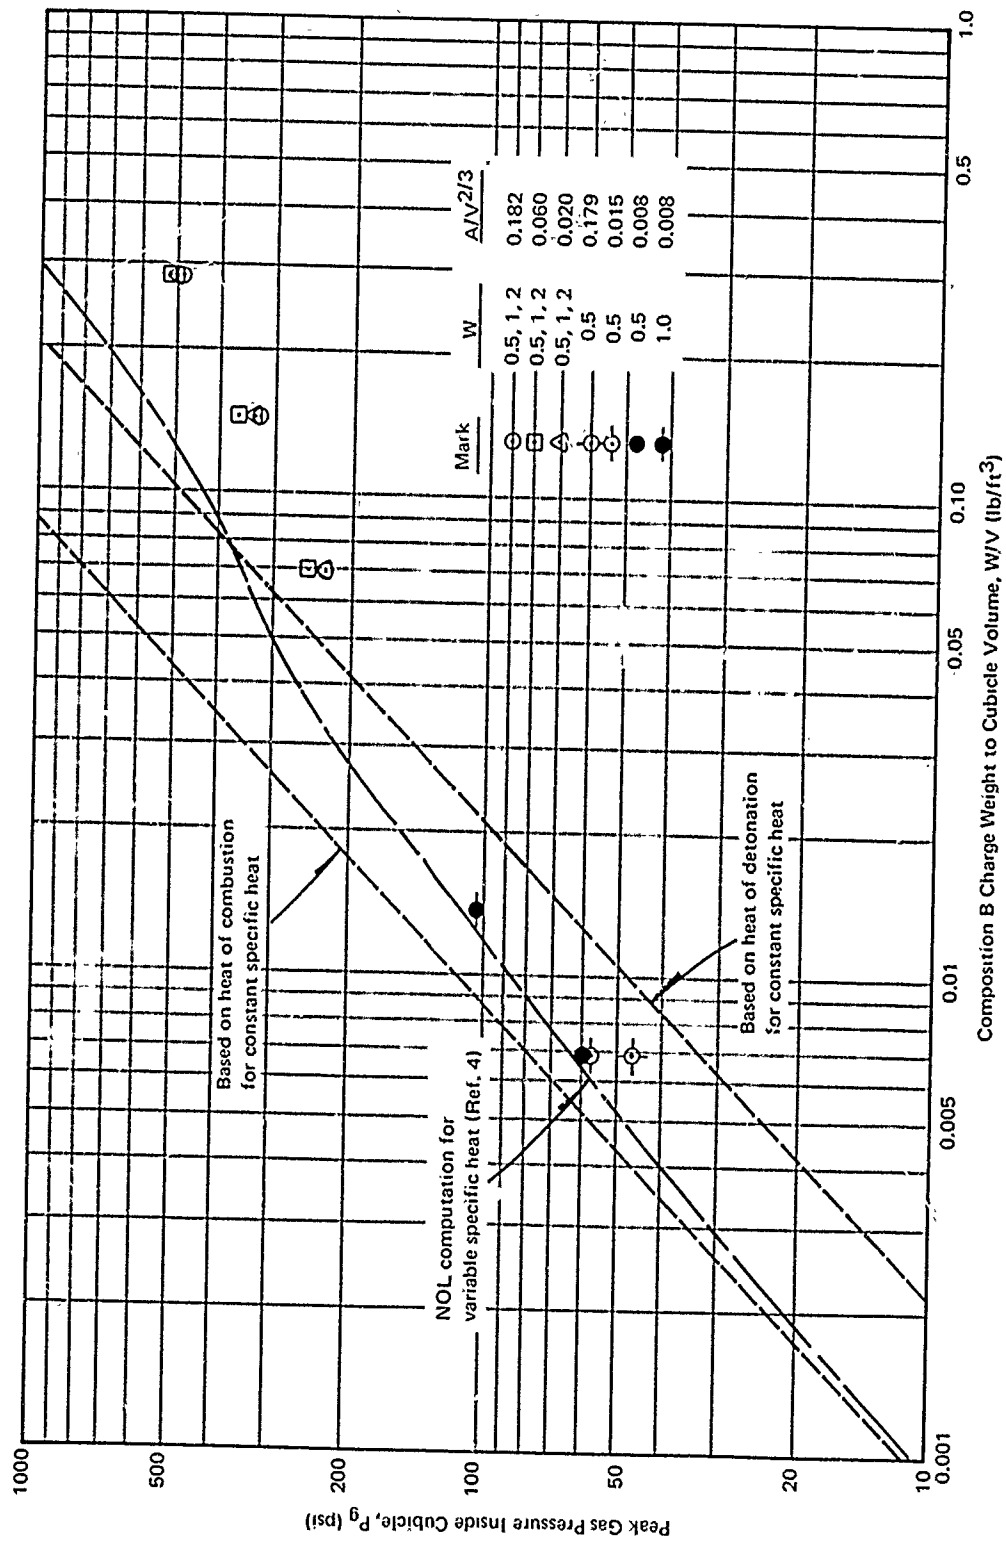 Peak Gas Pressure Inside Cubicle, Pg (psi)
1000
500
200
100
50
20
10
Based on heat of combustion
for constant specific heat
NOL computation for
variable specific heat (Ref. 4)
Based on heat of detonation
for constant specific heat
Mark W A/V2/3
0.5, 1, 2 0.182
0.5, 1, 2 0.060
0.5, 1, 2 0.020
0.5 0.179
0.5 0.015
0.5 0.008
1.0 0.008
0.001
0.005
0.01
0.05
0.10
0.5
1.0
Composition B Charge Weight to Cubicle Volume, W/V (lb/ft3)